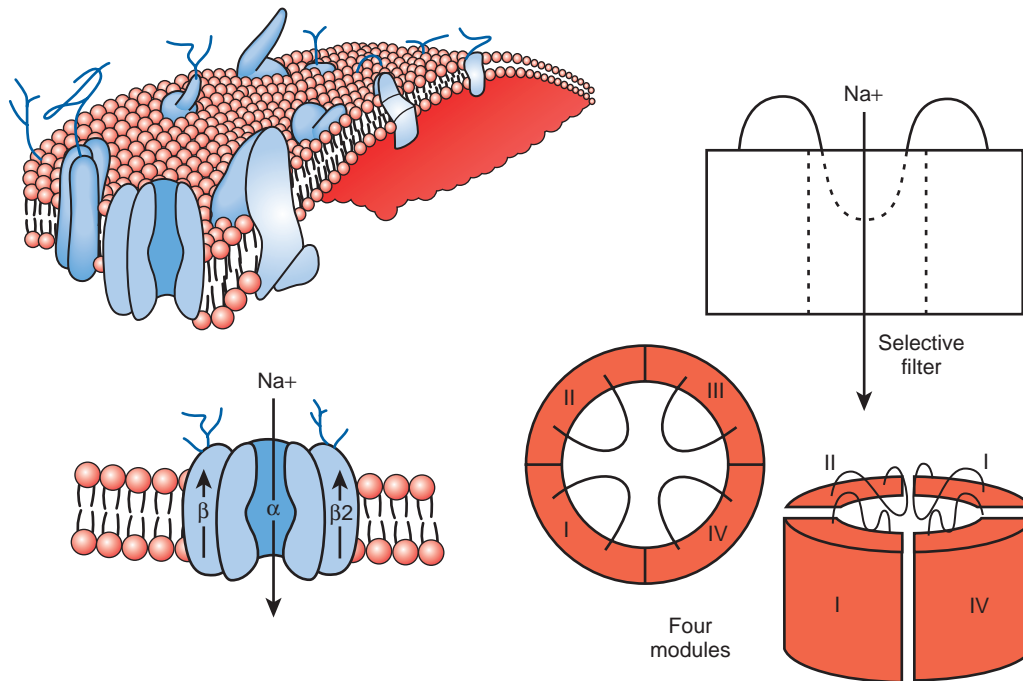 Na+
Selective
filter
Na+
β
α
β2
II
III
I
IV
Four
modules
II
I
I
IV